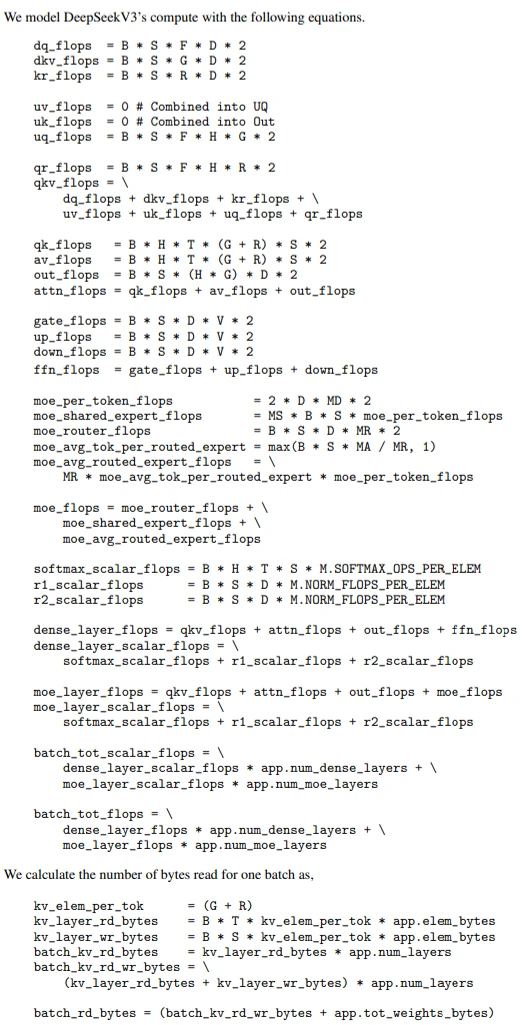 We model DeepSeekV3's compute with the following equations.
dq_flops = B * S * F * D * 2
dkv_flops = B * S * G * D * 2
kr_flops = B * S * R * D * 2
uv_flops = 0 # Combined into UQ
uk_flops = 0 # Combined into Out
uq_flops = B * S * F * H * G * 2
qr_flops = B * S * F * H * R * 2
qkv_flops = \
dq_flops + dkv_flops + kr_flops + \
uv_flops + uk_flops + uq_flops + qr_flops
qk_flops = B * H * T * (G + R) * S * 2
av_flops = B * H * T * (G + R) * S * 2
out_flops = B * S * (H * G) * D * 2
attn_flops = qk_flops + av_flops + out_flops
gate_flops = B * S * D * V * 2
up_flops = B * S * D * V * 2
down_flops = B * S * D * V * 2
ffn_flops = gate_flops + up_flops + down_flops
moe_per_token_flops = 2 * D * MD * 2
moe_shared_expert_flops = MS * B * S * moe_per_token_flops
moe_router_flops = B * S * D * MR * 2
moe_avg_tok_per_routed_expert = max(B * S * MA / MR, 1)
moe_avg_routed_expert_flops = \
MR * moe_avg_tok_per_routed_expert * moe_per_token_flops
moe_flops = moe_router_flops + \
moe_shared_expert_flops + \
moe_avg_routed_expert_flops
softmax_scalar_flops = B * H * T * S * M.SOFTMAX_OPS_PER_ELEM
r1_scalar_flops = B * S * D * M.NORM_FLOPS_PER_ELEM
r2_scalar_flops = B * S * D * M.NORM_FLOPS_PER_ELEM
dense_layer_flops = qkv_flops + attn_flops + out_flops + ffn_flops
dense_layer_scalar_flops = \
softmax_scalar_flops + r1_scalar_flops + r2_scalar_flops
moe_layer_flops = qkv_flops + attn_flops + out_flops + moe_flops
moe_layer_scalar_flops = \
softmax_scalar_flops + r1_scalar_flops + r2_scalar_flops
batch_tot_scalar_flops = \
dense_layer_scalar_flops * app.num_dense_layers + \
moe_layer_scalar_flops * app.num_moe_layers
batch_tot_flops = \
dense_layer_flops * app.num_dense_layers + \
moe_layer_flops * app.num_moe_layers
We calculate the number of bytes read for one batch as,
kv_elem_per_tok = (G + R)
kv_layer_rd_bytes = B * T * kv_elem_per_tok * app.elem_bytes
kv_layer_wr_bytes = B * S * kv_elem_per_tok * app.elem_bytes
batch_kv_rd_bytes = kv_layer_rd_bytes * app.num_layers
batch_kv_rd_wr_bytes = \
(kv_layer_rd_bytes + kv_layer_wr_bytes) * app.num_layers
batch_rd_bytes = (batch_kv_rd_wr_bytes + app.tot_weights_bytes)